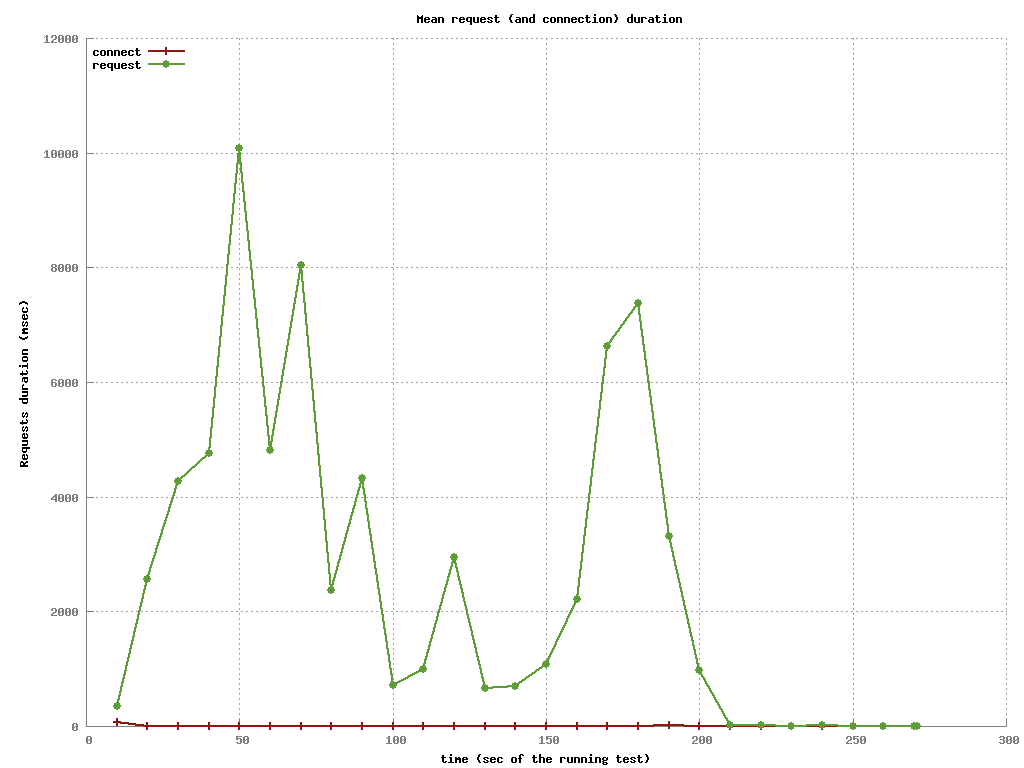 Mean request (and connection) duration
12000
connect
request
10000
8000
6000
4000
2000
0
Requests duration (msec)
0 50 100 150 200 250 300
time (sec of the running test)